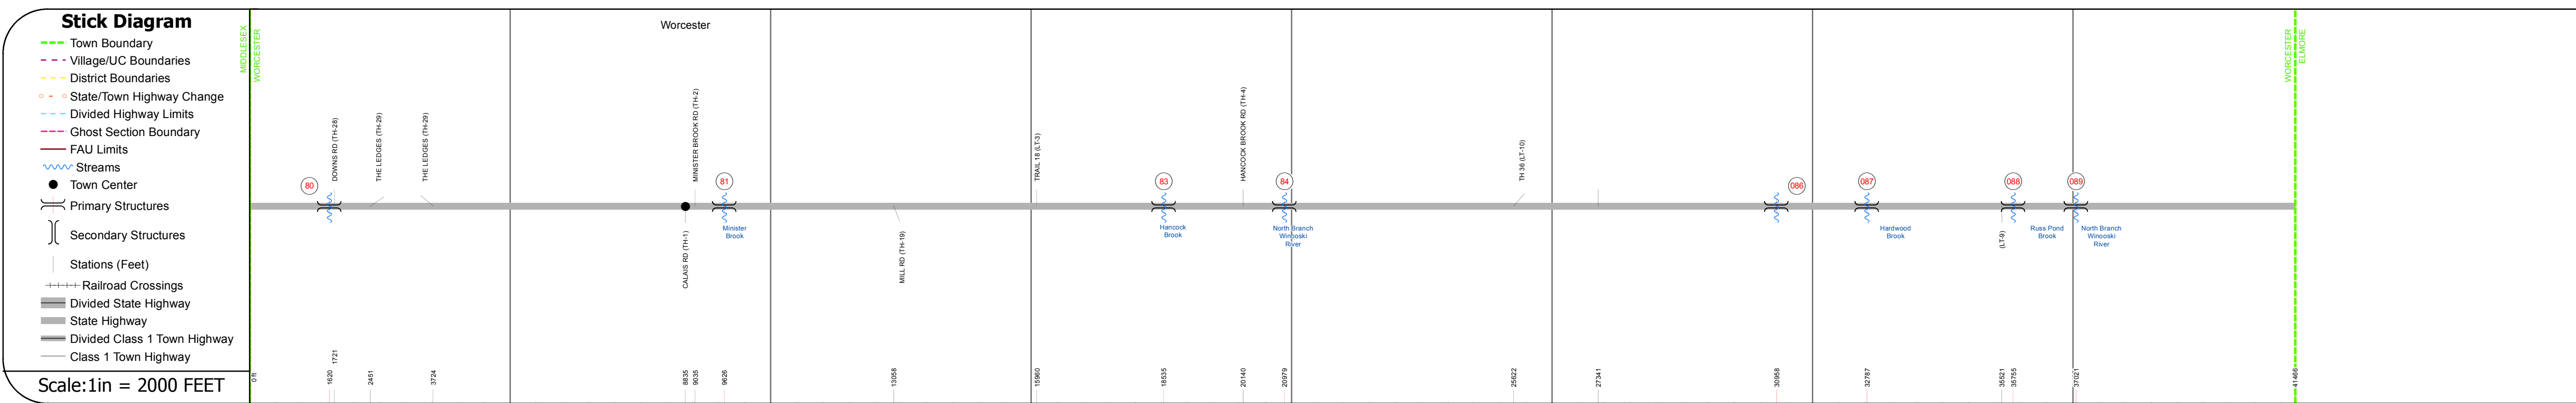 Stick Diagram
Town Boundary
Village/UC Boundaries
District Boundaries
State/Town Highway Change
Divided Highway Limits
Ghost Section Boundary
FAU Limits
Streams
Town Center
Primary Structures
Secondary Structures
Stations (Feet)
Railroad Crossings
Divided State Highway
State Highway
Divided Class 1 Town Highway
Class 1 Town Highway
Scale:1in = 2000 FEET
MIDDLESEX
WORCESTER
Worcester
WORCESTER
ELMORE
DOWNS RD (TH-28)
THE LEDGES (TH-29)
THE LEDGES (TH-29)
MINISTER BROOK RD (TH-2)
TRAIL 18 (LT-3)
HANCOCK BROOK RD (TH-4)
TH 36 (LT-10)
80
81
83
84
086
087
088
089
CALAIS RD (TH-1)
Minister
Brook
MILL RD (TH-19)
Hancock
Brook
North Branch
Winooski
River
Hardwood
Brook
(LT-9)
Russ Pond
Brook
North Branch
Winooski
River
0 ft
1620
1721
2451
3724
8835
9035
9626
13058
15960
18535
20140
20979
25622
27341
30958
32787
35521
35755
37021
41466